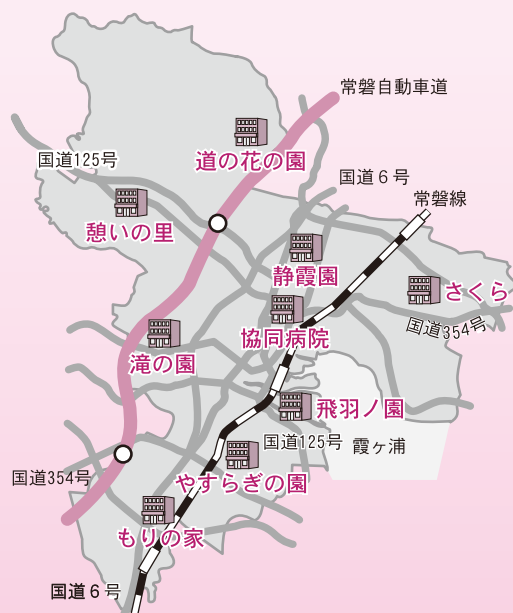 常磐自動車道
国道125号
道の花の園
国道６号
常磐線
憩いの里
静霞園
さくら
協同病院
国道354号
滝の園
飛羽ノ園
国道125号
霞ヶ浦
国道354号
やすらぎの園
もりの家
国道６号